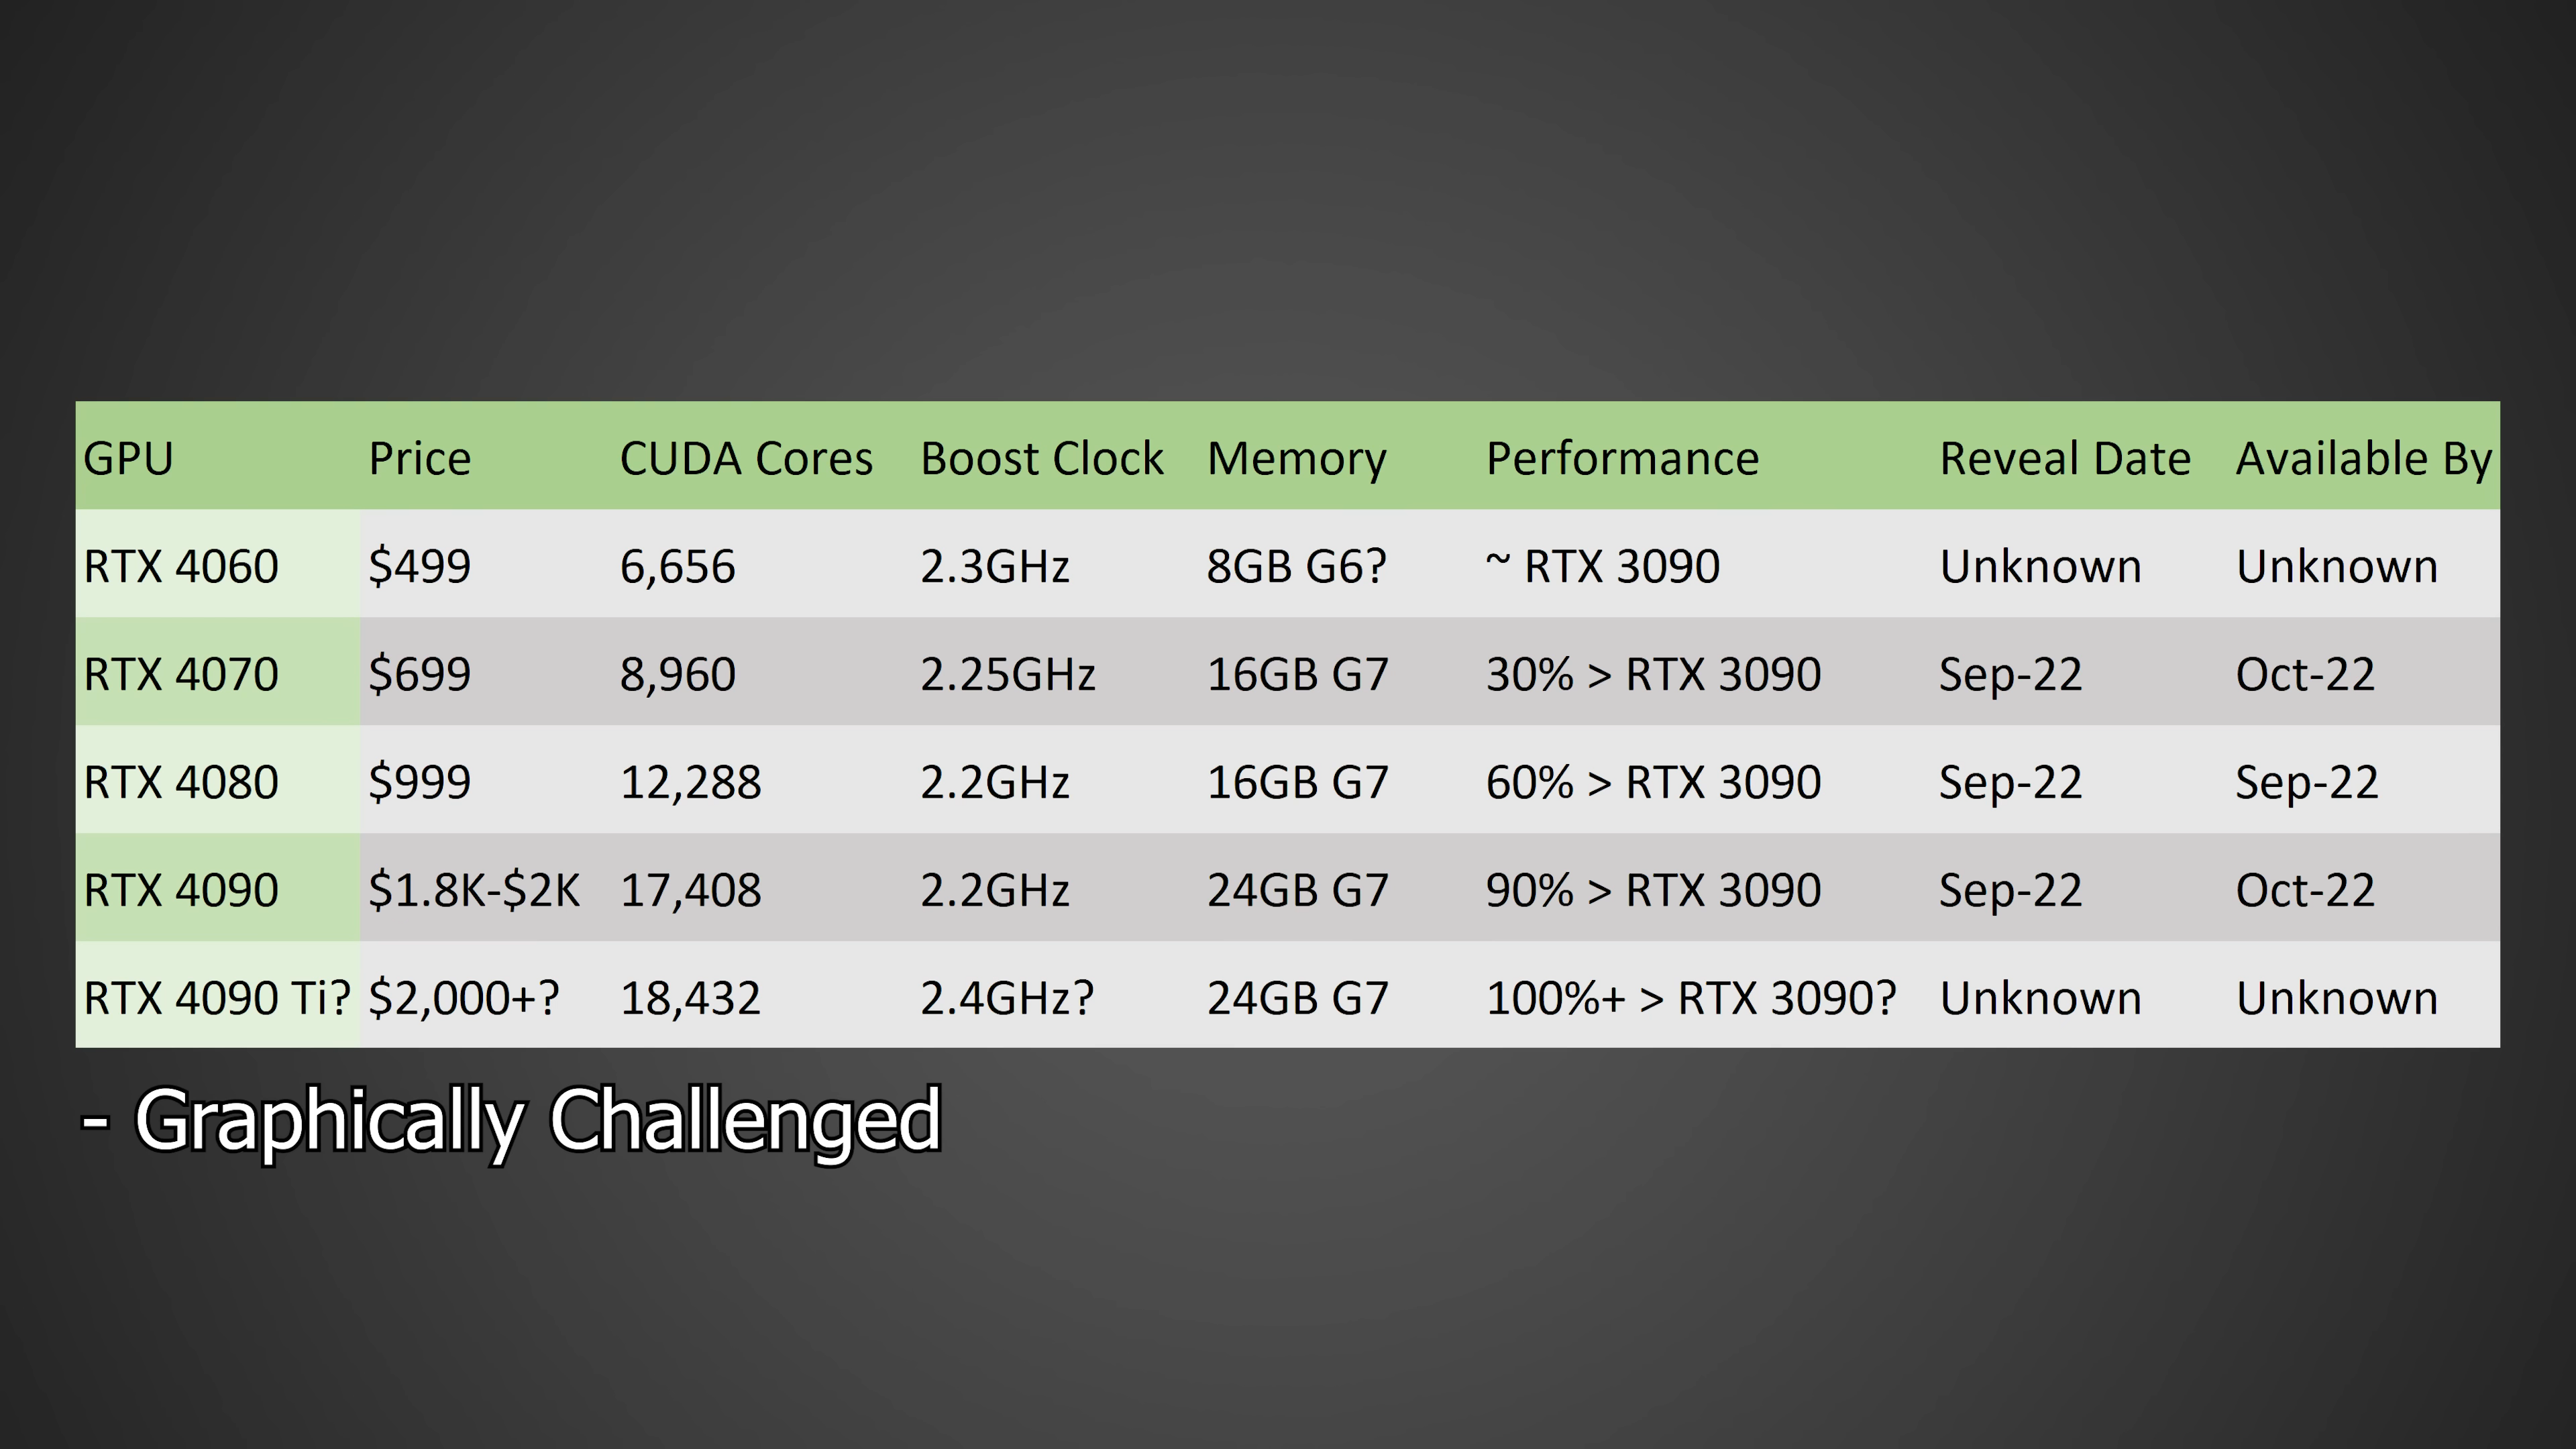 GPU Price CUDA Cores Boost Clock Memory Performance Reveal Date Available By
RTX 4060 $499 6,656 2.3GHz 8GB G6? ~ RTX 3090 Unknown Unknown
RTX 4070 $699 8,960 2.25GHz 16GB G7 30% > RTX 3090 Sep-22 Oct-22
RTX 4080 $999 12,288 2.2GHz 16GB G7 60% > RTX 3090 Sep-22 Sep-22
RTX 4090 $1.8K-$2K 17,408 2.2GHz 24GB G7 90% > RTX 3090 Sep-22 Oct-22
RTX 4090 Ti? $2,000+? 18,432 2.4GHz? 24GB G7 100%+ > RTX 3090? Unknown Unknown
- Graphically Challenged